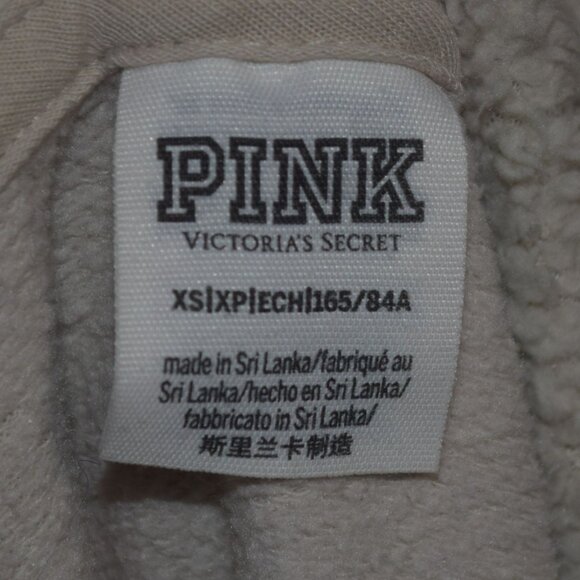 PINK
VICTORIA'S SECRET
XS|XP|ECH|165/84A
made in Sri Lanka/fabriqué au
Sri Lanka/hecho en Sri Lanka/
fabbricato in Sri Lanka/
斯里兰卡制造